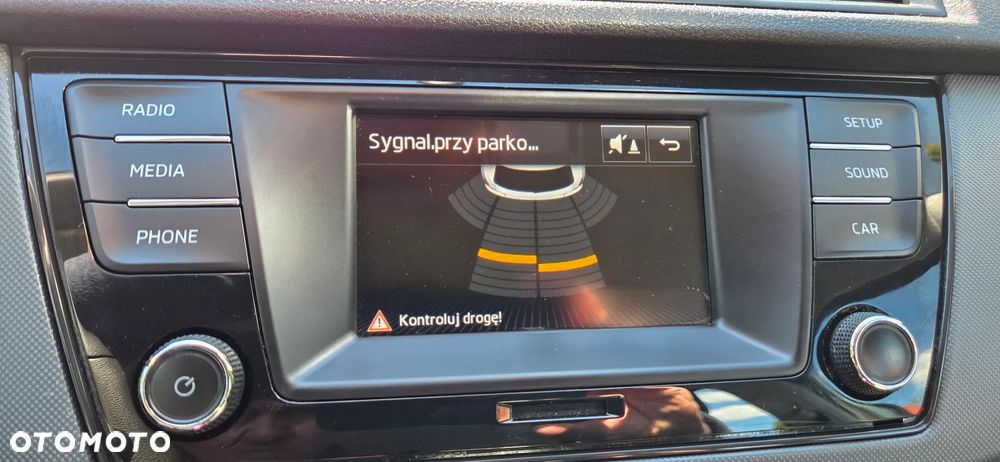 RADIO
MEDIA
PHONE
Sygnal.przy parko...
Kontroluj drogę!
SETUP
SOUND
CAR
OTOMOTO